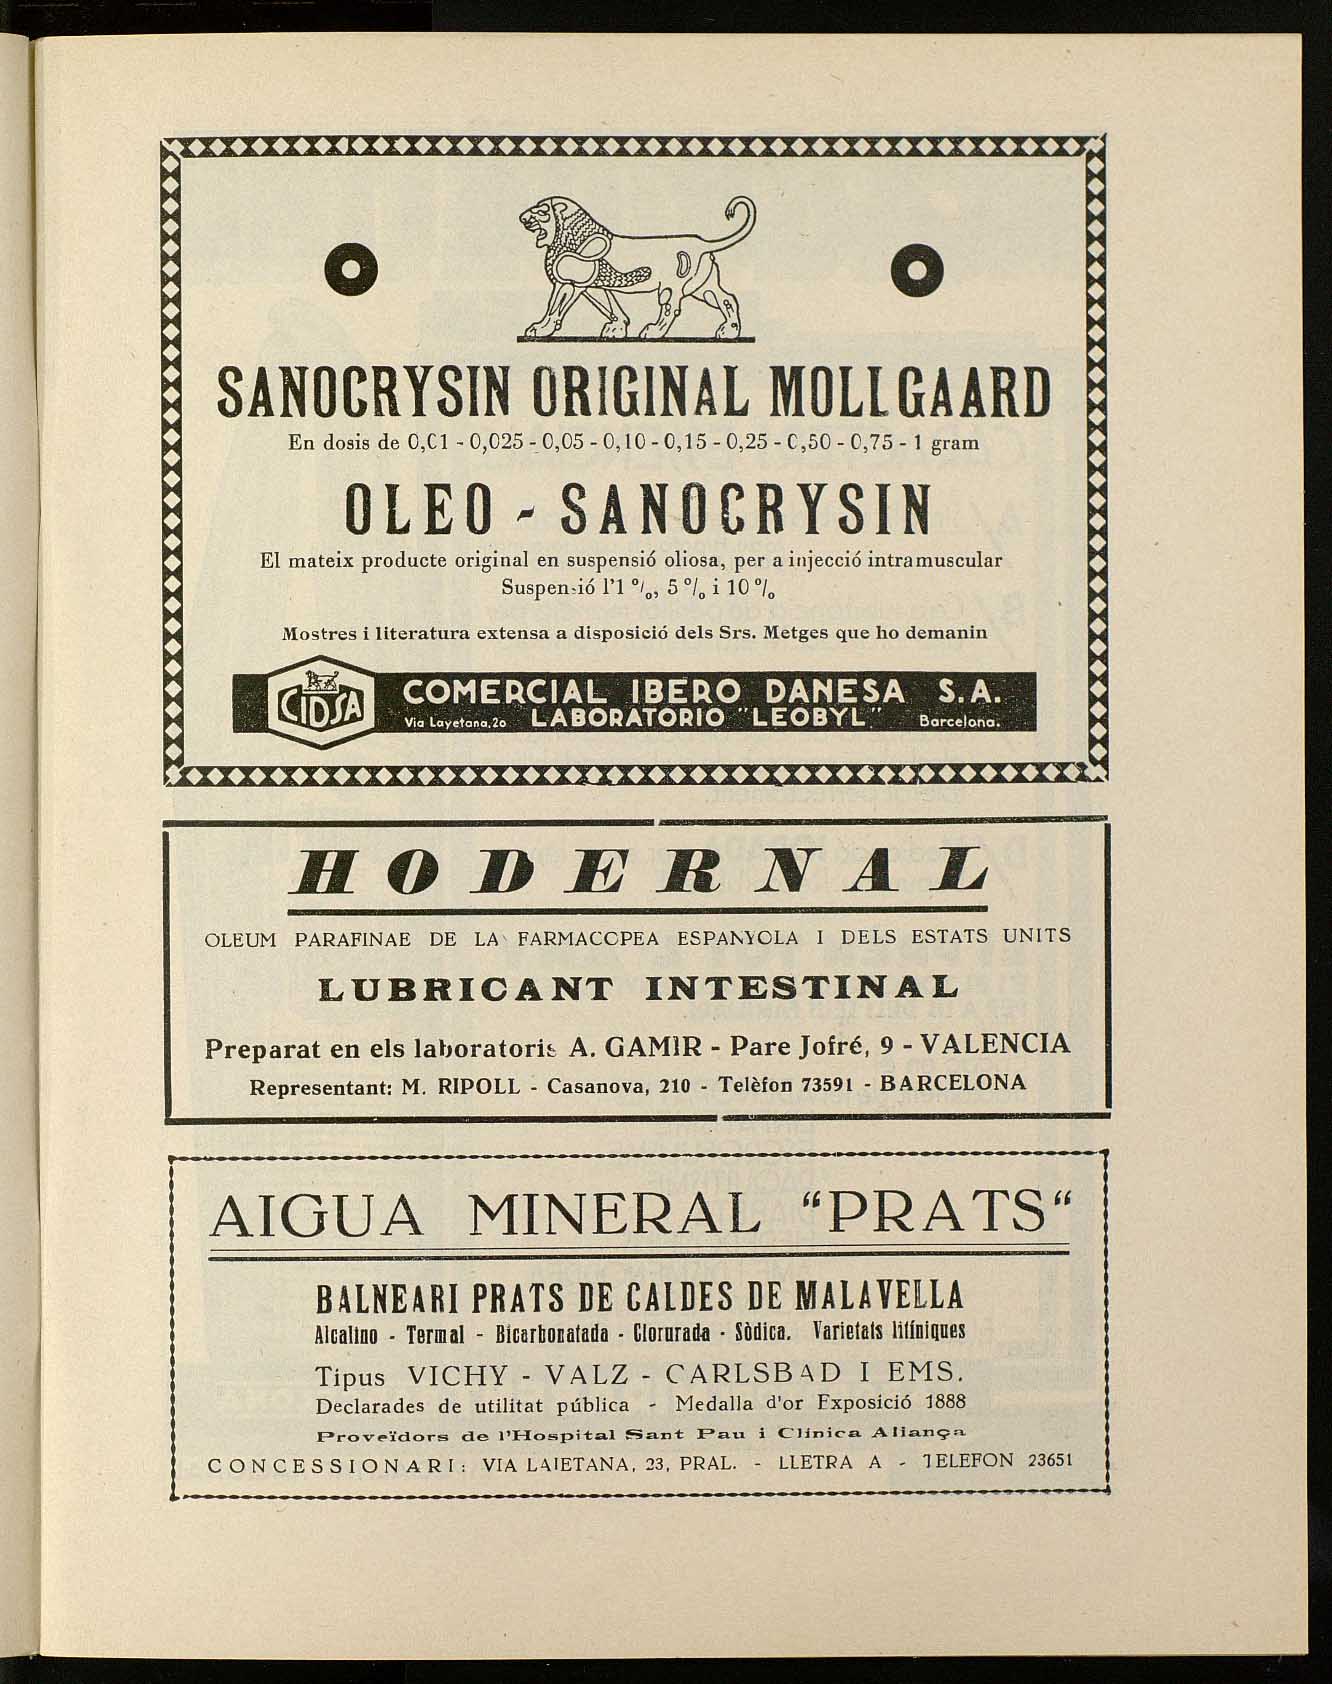 SANOCRYSIN ORIGINAL MOLLGAARD
En dosis de 0,01 - 0,025 - 0,05 - 0,10 - 0,15 - 0,25 - 0,50 - 0,75 - 1 gram
OLEO - SANOCRYSIN
El mateix producte original en suspensió oliosa, per a injecció intramuscular
Suspensió l'1 %, 5 % i 10 %
Mostres i literatura extensa a disposició dels Srs. Metges que ho demanin
CIDSA
COMERCIAL IBERO DANESA S.A.
Via Layetana, 20 LABORATORIO "LEOBYL" Barcelona.
HODERNAL
OLEUM PARAFINAE DE LA FARMACOPEA ESPANYOLA I DELS ESTATS UNITS
LUBRICANT INTESTINAL
Preparat en els laboratoris A. GAMIR - Pare Jofré, 9 - VALENCIA
Representant: M. RIPOLL - Casanova, 210 - Telèfon 73591 - BARCELONA
AIGUA MINERAL "PRATS"
BALNEARI PRATS DE CALDES DE MALAVELLA
Alcalino - Termal - Bicarbonatada - Clorurada - Sòdica. Varietats litíniques
Tipus VICHY - VALZ - CARLSBAD I EMS.
Declarades de utilitat pública - Medalla d'or Exposició 1888
Proveïdors de l'Hospital Sant Pau i Clínica Aliança
CONCESSIONARI: VIA LAIETANA, 23, PRAL. - LLETRA A - TELEFON 23651